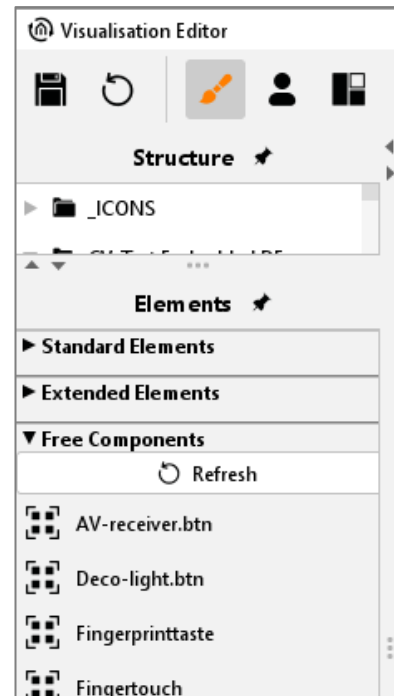 Visualisation Editor
Structure
_ICONS
Elements
Standard Elements
Extended Elements
Free Components
Refresh
AV-receiver.btn
Deco-light.btn
Fingerprinttaste
Fingertouch